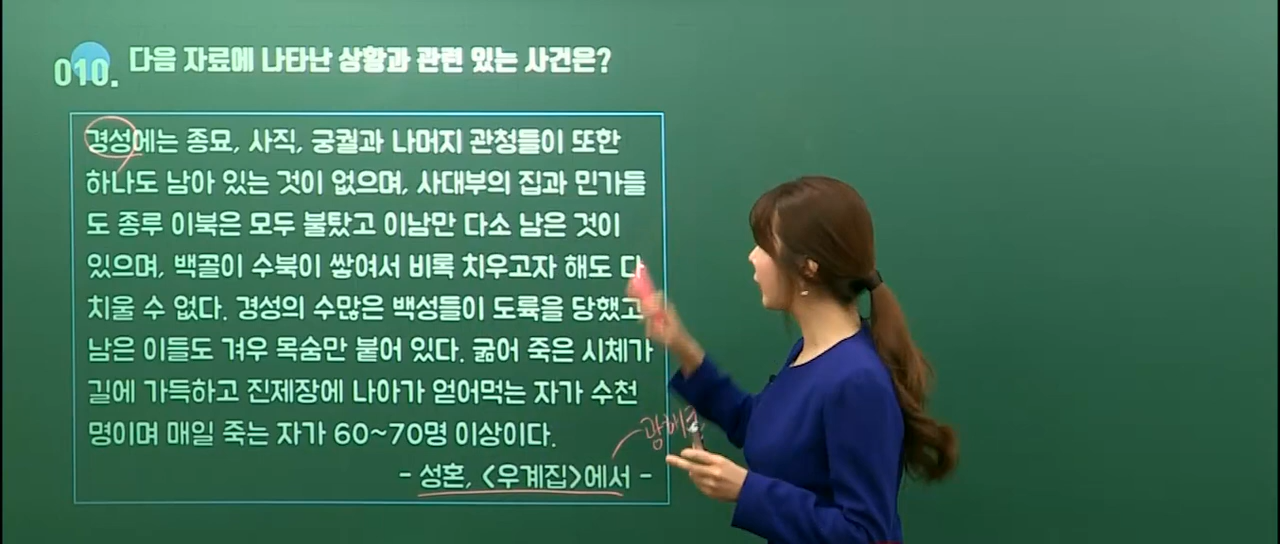 010. 다음 자료에 나타난 상황과 관련 있는 사건은?
경성에는 종묘, 사직, 궁궐과 나머지 관청들이 또한
하나도 남아 있는 것이 없으며, 사대부의 집과 민가들
도 종루 이북은 모두 불탔고 이남만 다소 남은 것이
있으며, 백골이 수북이 쌓여서 비록 치우고자 해도 다
치울 수 없다. 경성의 수많은 백성들이 도륙을 당했고
남은 이들도 겨우 목숨만 붙어 있다. 굶어 죽은 시체가
길에 가득하고 진제장에 나아가 얻어먹는 자가 수천
명이며 매일 죽는 자가 60~70명 이상이다.
광해
- 성혼, <우계집>에서 -